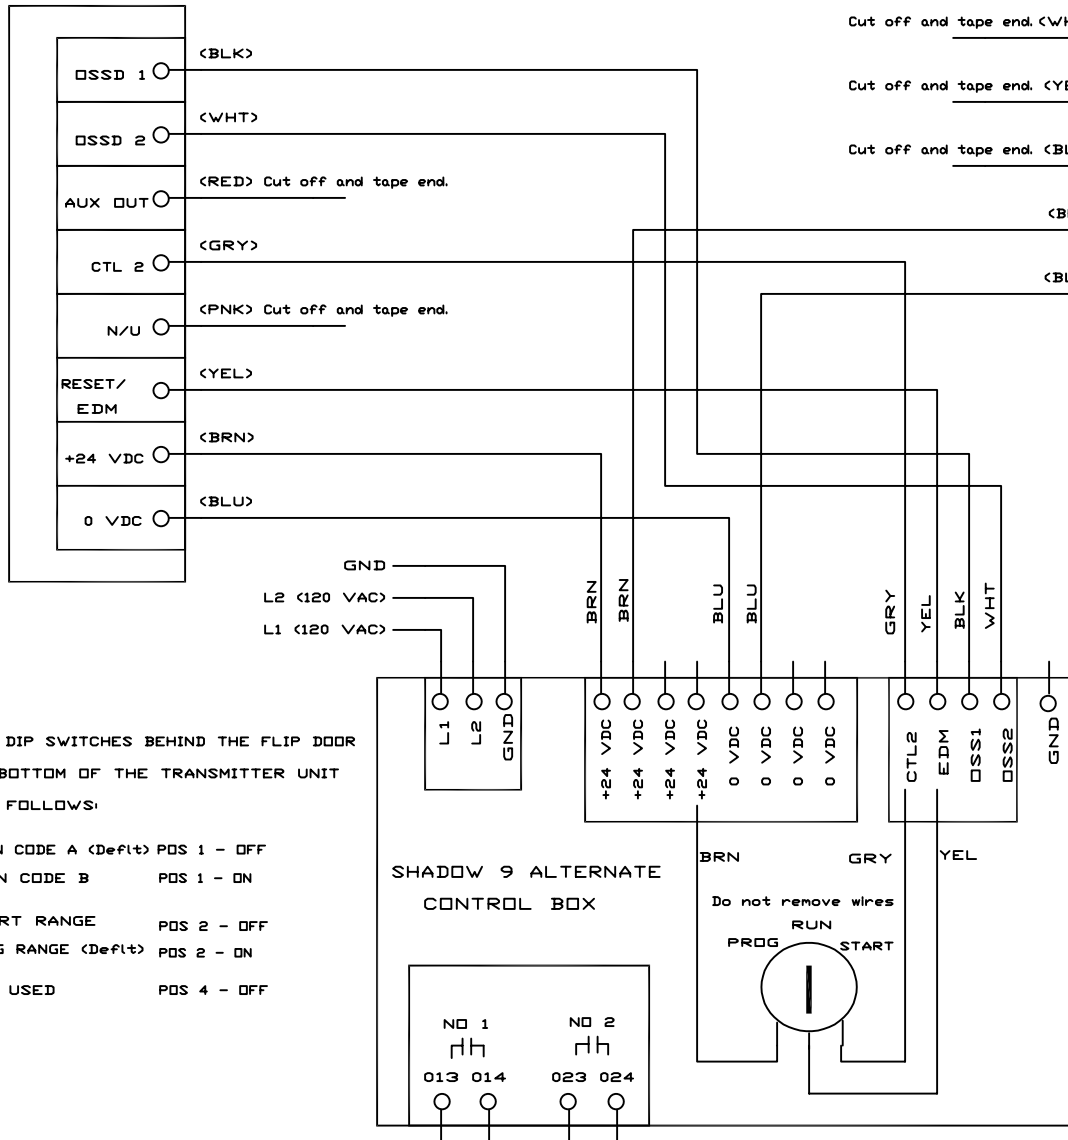 (BLK)
OSSD 1
(WHT)
OSSD 2
(RED) Cut off and tape end.
AUX OUT
(GRY)
CTL 2
(PNK) Cut off and tape end.
N/U
(YEL)
RESET/
EDM
(BRN)
+24 VDC
(BLU)
0 VDC
Cut off and tape end. (WH
Cut off and tape end. (YE
Cut off and tape end. (BL
(B
(BL
GND
L2 (120 VAC)
L1 (120 VAC)
BRN
BRN
BLU
BLU
GRY
YEL
BLK
WHT
L1
L2
GND
+24 VDC
+24 VDC
+24 VDC
+24 VDC
0 VDC
0 VDC
0 VDC
0 VDC
CTL2
EDM
OSS1
OSS2
GND
DIP SWITCHES BEHIND THE FLIP DOOR
BOTTOM OF THE TRANSMITTER UNIT
FOLLOWS:
N CODE A (Deflt) POS 1 - OFF
N CODE B POS 1 - ON
RT RANGE POS 2 - OFF
G RANGE (Deflt) POS 2 - ON
USED POS 4 - OFF
SHADOW 9 ALTERNATE
CONTROL BOX
BRN
GRY
YEL
Do not remove wires
RUN
PROG
START
NO 1
NO 2
013 014
023 024